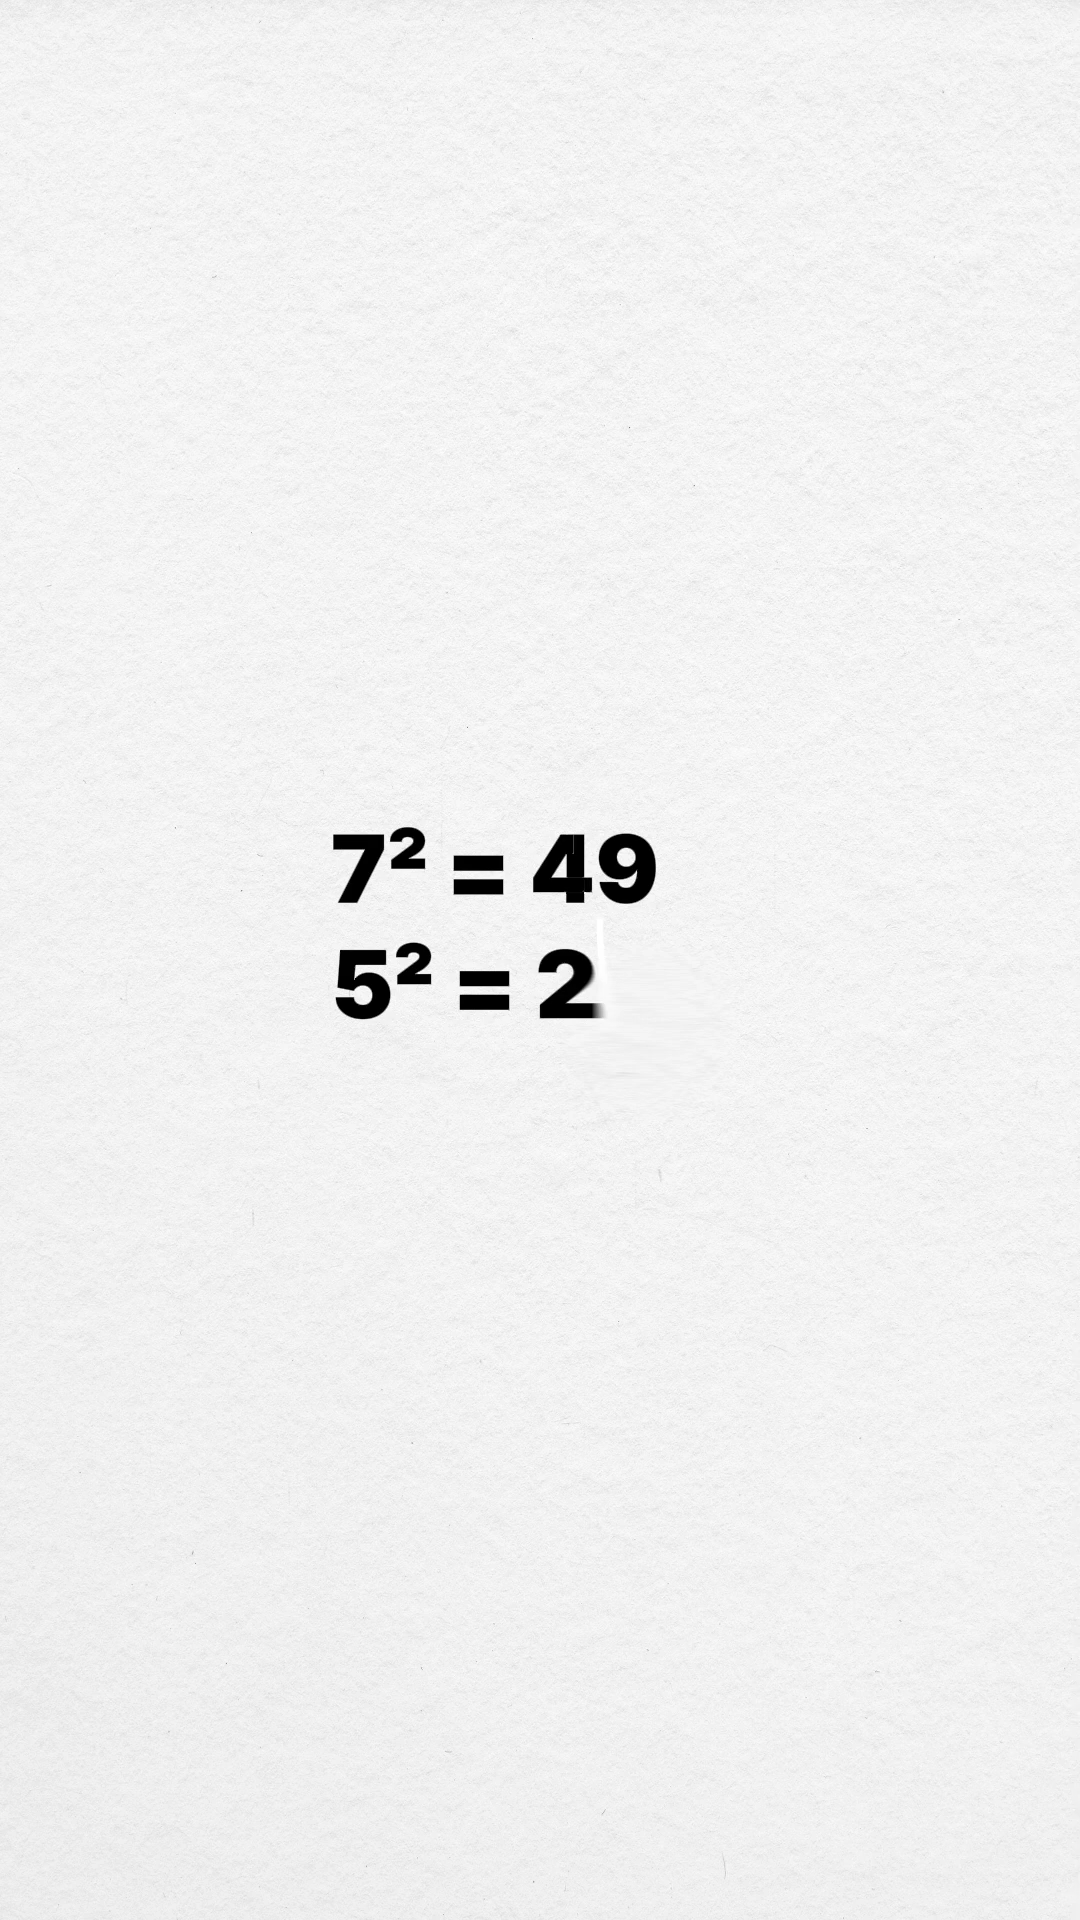 7² = 49
5² = 2